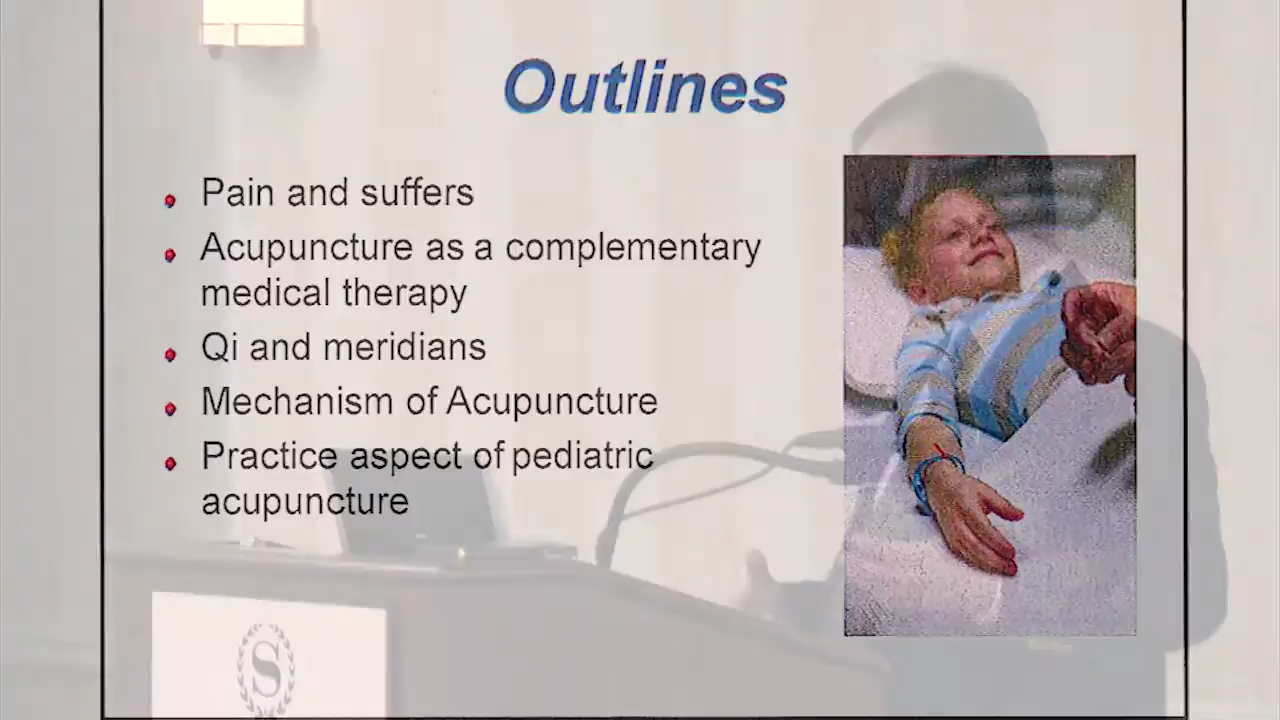 Outlines
Pain and suffers
Acupuncture as a complementary
medical therapy
Qi and meridians
Mechanism of Acupuncture
Practice aspect of pediatric
acupuncture
S